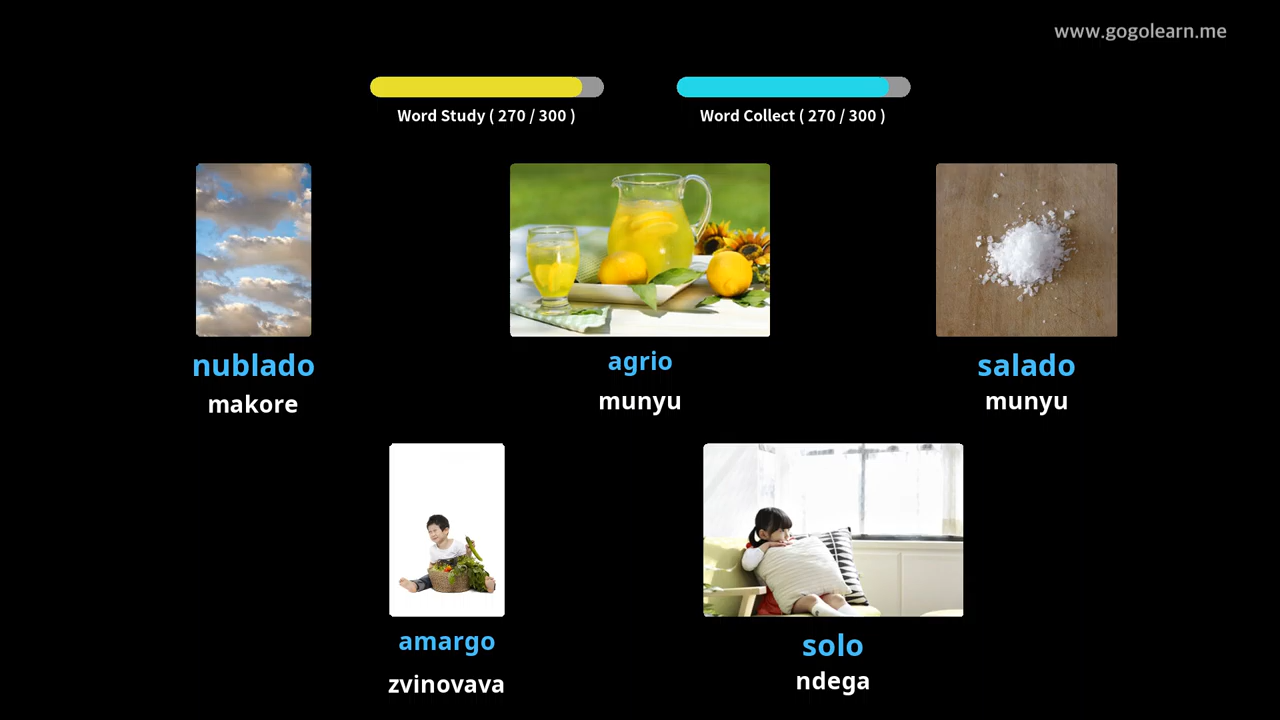 www.gogolearn.me
Word Study ( 270 / 300 )
Word Collect ( 270 / 300 )
nublado
makore
agrio
munyu
salado
munyu
amargo
zvinovava
solo
ndega